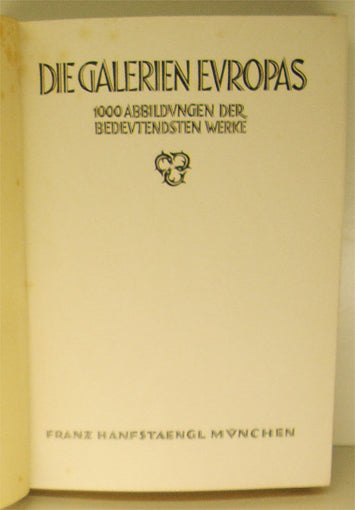 DIE GALERIEN EVROPAS
1000 ABBILDVNGEN DER
BEDEVTENDSTEN WERKE
FRANZ HANFSTAENGL MVNCHEN